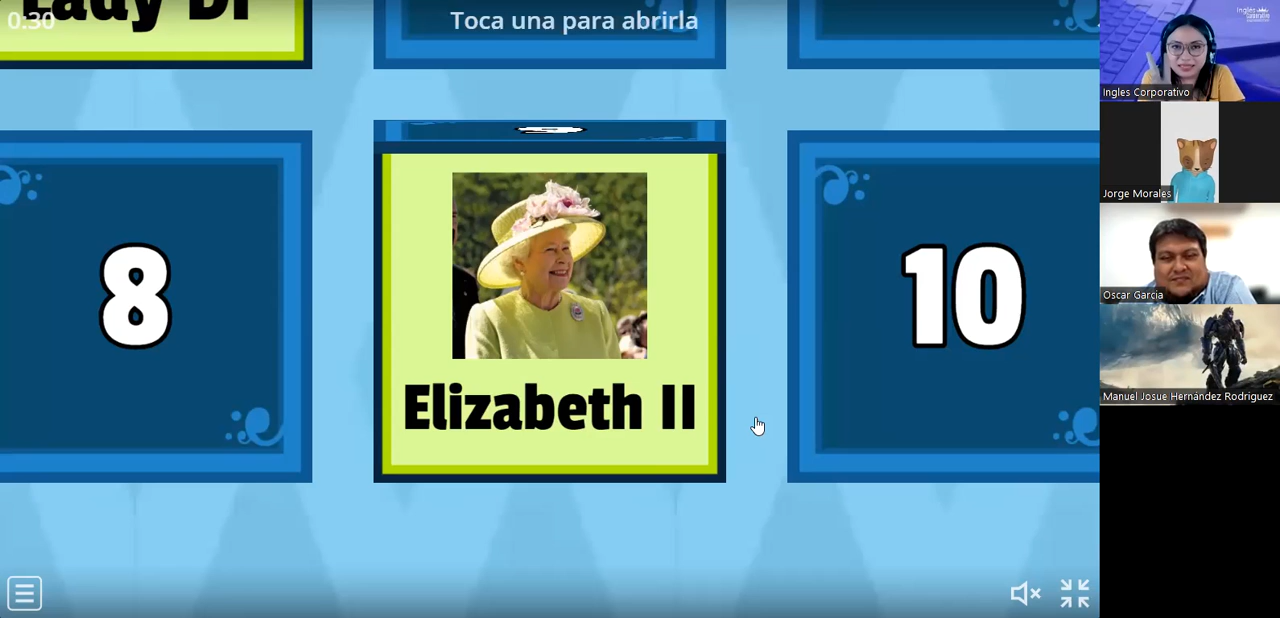 Lady Di
0:30
Toca una para abrirla
8
Elizabeth II
10
Ingles Corporativo
Jorge Morales
Oscar Garcia
Manuel Josue Hernández Rodriguez